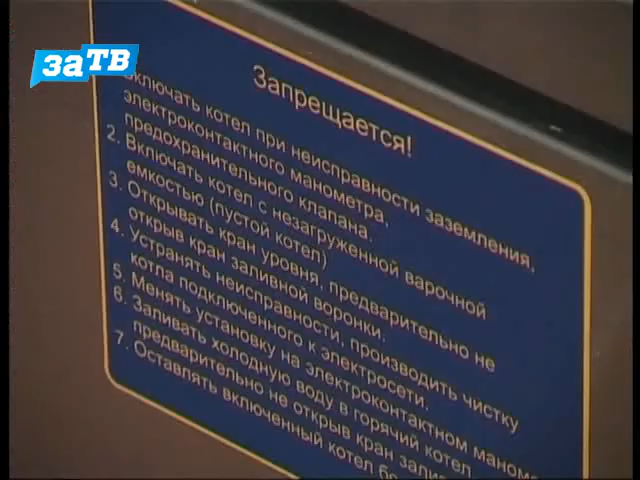 заТВ
Запрещается!
Включать котел при неисправности заземления,
электроконтактного манометра,
предохранительного клапана.
2. Включать котел с незагруженной варочной
емкостью (пустой котел)
3. Открывать кран уровня, предварительно не
открыв кран заливной воронки.
4. Устранять неисправности, производить чистку
котла подключенного к электросети.
5. Менять установку на электроконтактном
6. Заливать холодную воду в горячий котел
предварительно не открыв кран
7. Оставлять включенный котел